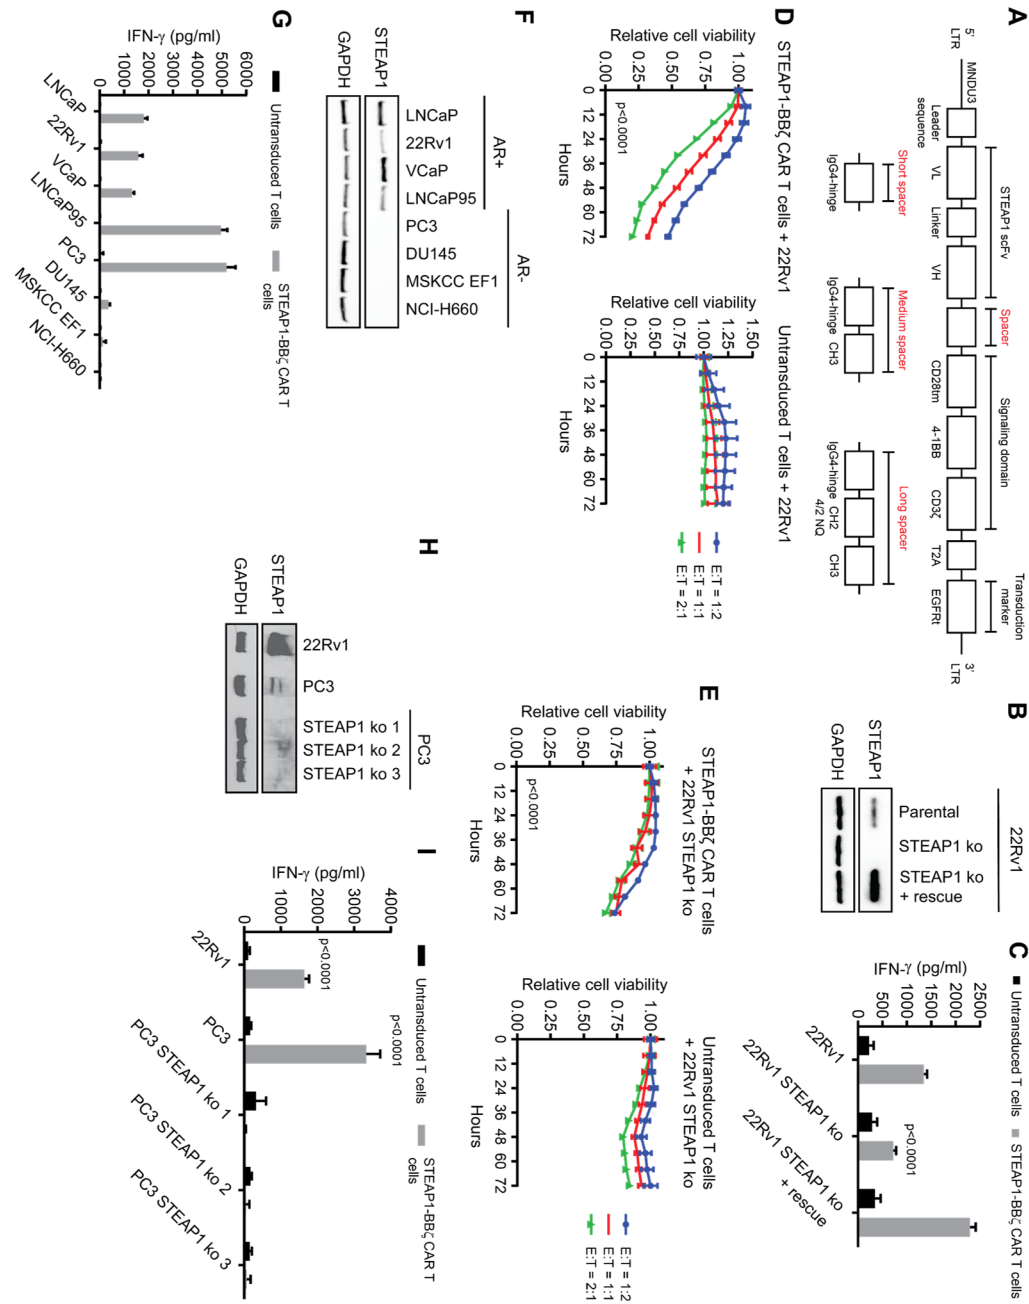 A
5'
LTR
MNDU3
Leader
sequence
VL
Linker
VH
STEAP1 scFv
Spacer
CD28tm
4-1BB
CD3ζ
Signaling domain
T2A
EGFRt
Transduction
marker
3'
LTR
Short spacer
IgG4-hinge
Medium spacer
IgG4-hinge
CH3
Long spacer
IgG4-hinge
CH2
4/2 NQ
CH3
B
22Rv1
Parental
STEAP1 ko
STEAP1 ko
+ rescue
STEAP1
GAPDH
C
Untransduced T cells
STEAP1-BBζ CAR T cells
IFN-γ (pg/ml)
2500
2000
1500
1000
500
0
p<0.0001
22Rv1
22Rv1 STEAP1 ko
22Rv1 STEAP1 ko
+ rescue
D
STEAP1-BBζ CAR T cells + 22Rv1
Relative cell viability
1.00
0.75
0.50
0.25
0.00
p<0.0001
0 12 24 36 48 60 72
Hours
Untransduced T cells + 22Rv1
Relative cell viability
1.50
1.25
1.00
0.75
0.50
0.25
0.00
0 12 24 36 48 60 72
Hours
E:T = 1:2
E:T = 1:1
E:T = 2:1
E
STEAP1-BBζ CAR T cells
+ 22Rv1 STEAP1 ko
Relative cell viability
1.00
0.75
0.50
0.25
0.00
p<0.0001
0 12 24 36 48 60 72
Hours
Untransduced T cells
+ 22Rv1 STEAP1 ko
Relative cell viability
1.00
0.75
0.50
0.25
0.00
0 12 24 36 48 60 72
Hours
E:T = 1:2
E:T = 1:1
E:T = 2:1
F
AR+
AR-
LNCaP
22Rv1
VCaP
LNCaP95
PC3
DU145
MSKCC EF1
NCI-H660
STEAP1
GAPDH
G
Untransduced T cells
STEAP1-BBζ CAR T
cells
IFN-γ (pg/ml)
6000
5000
4000
3000
2000
1000
0
LNCaP
22Rv1
VCaP
LNCaP95
PC3
DU145
MSKCC EF1
NCI-H660
H
PC3
22Rv1
PC3
STEAP1 ko 1
STEAP1 ko 2
STEAP1 ko 3
STEAP1
GAPDH
I
Untransduced T cells
STEAP1-BBζ CAR T
cells
IFN-γ (pg/ml)
4000
3000
2000
1000
0
p<0.0001
p<0.0001
22Rv1
PC3
PC3 STEAP1 ko 1
PC3 STEAP1 ko 2
PC3 STEAP1 ko 3